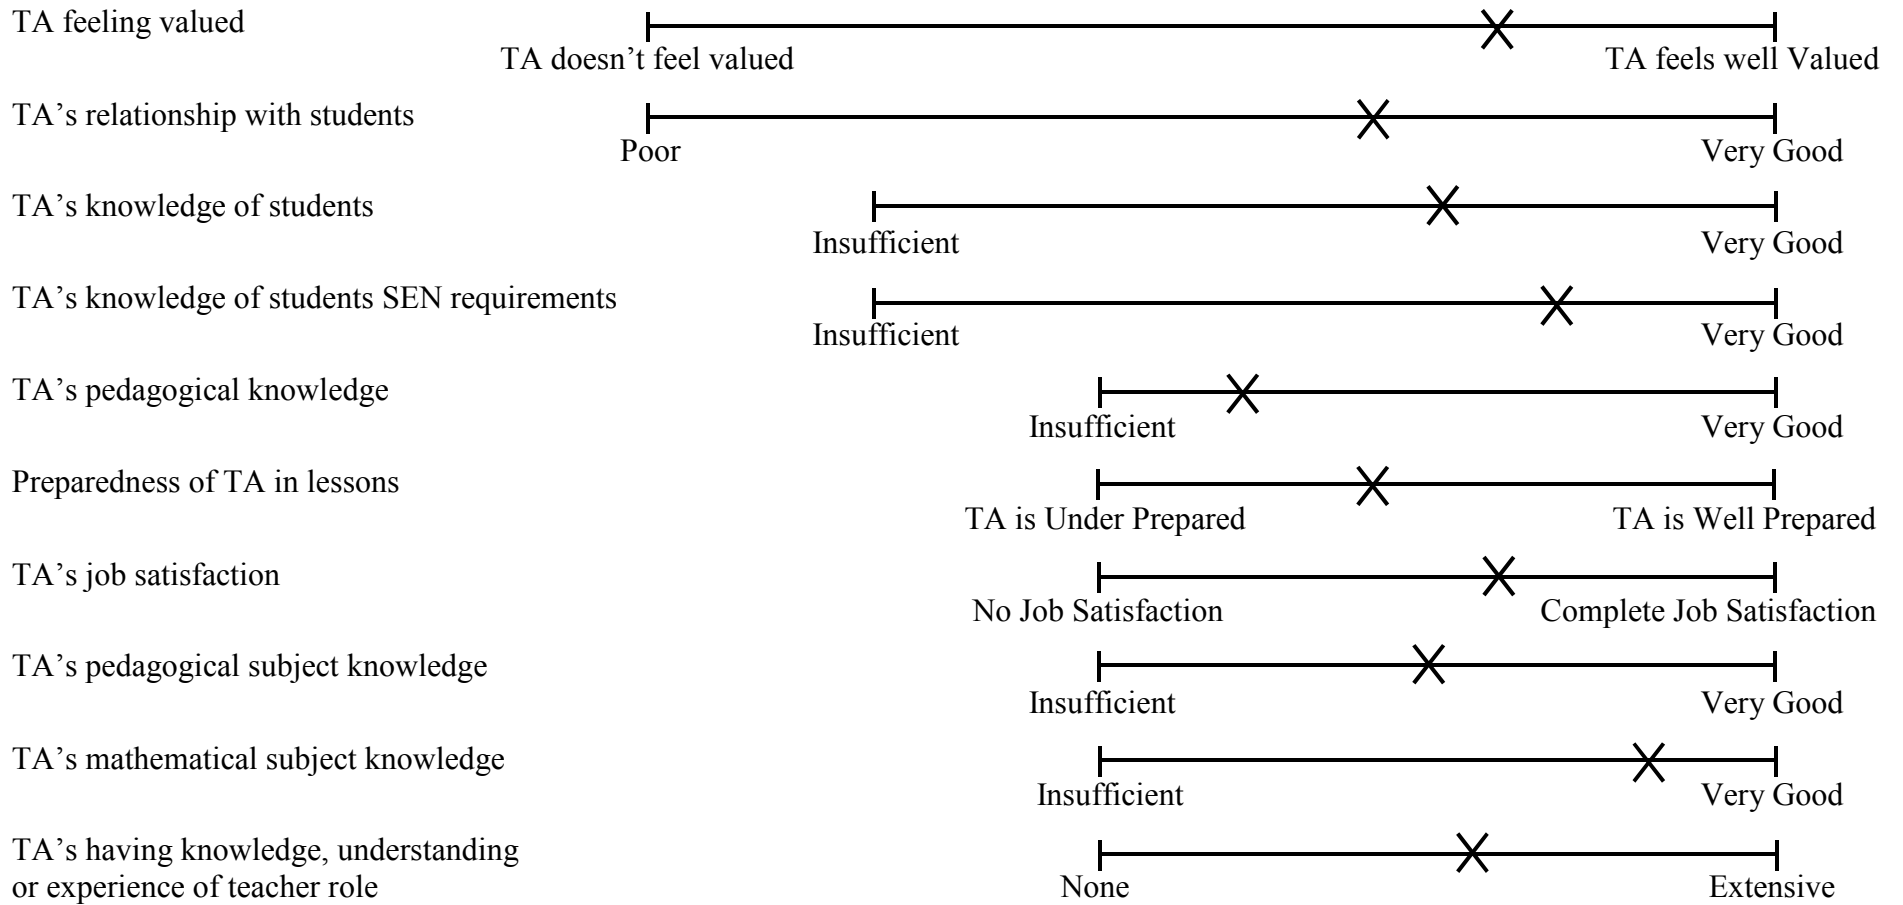 TA feeling valued
TA doesn’t feel valued TA feels well Valued
TA’s relationship with students
Poor Very Good
TA’s knowledge of students
Insufficient Very Good
TA’s knowledge of students SEN requirements
Insufficient Very Good
TA’s pedagogical knowledge
Insufficient Very Good
Preparedness of TA in lessons
TA is Under Prepared TA is Well Prepared
TA’s job satisfaction
No Job Satisfaction Complete Job Satisfaction
TA’s pedagogical subject knowledge
Insufficient Very Good
TA’s mathematical subject knowledge
Insufficient Very Good
TA’s having knowledge, understanding
or experience of teacher role
None Extensive